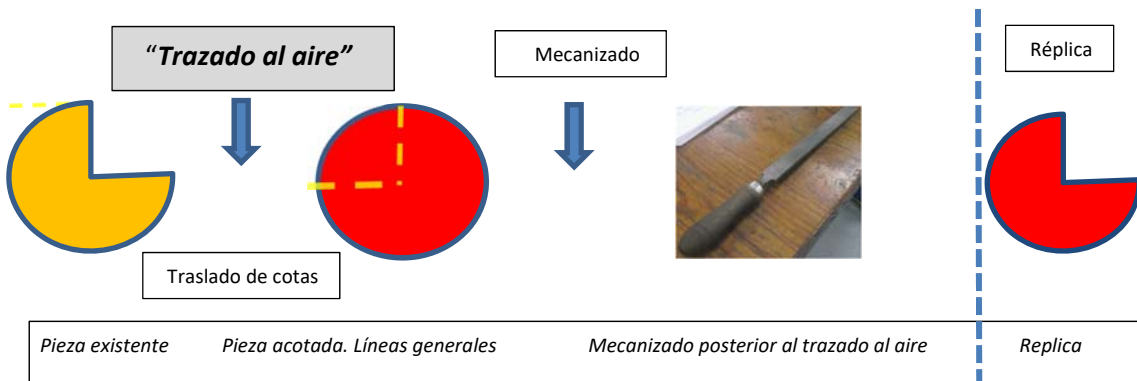 “Trazado al aire”
Mecanizado
Réplica
Traslado de cotas
Pieza existente
Pieza acotada. Líneas generales
Mecanizado posterior al trazado al aire
Replica